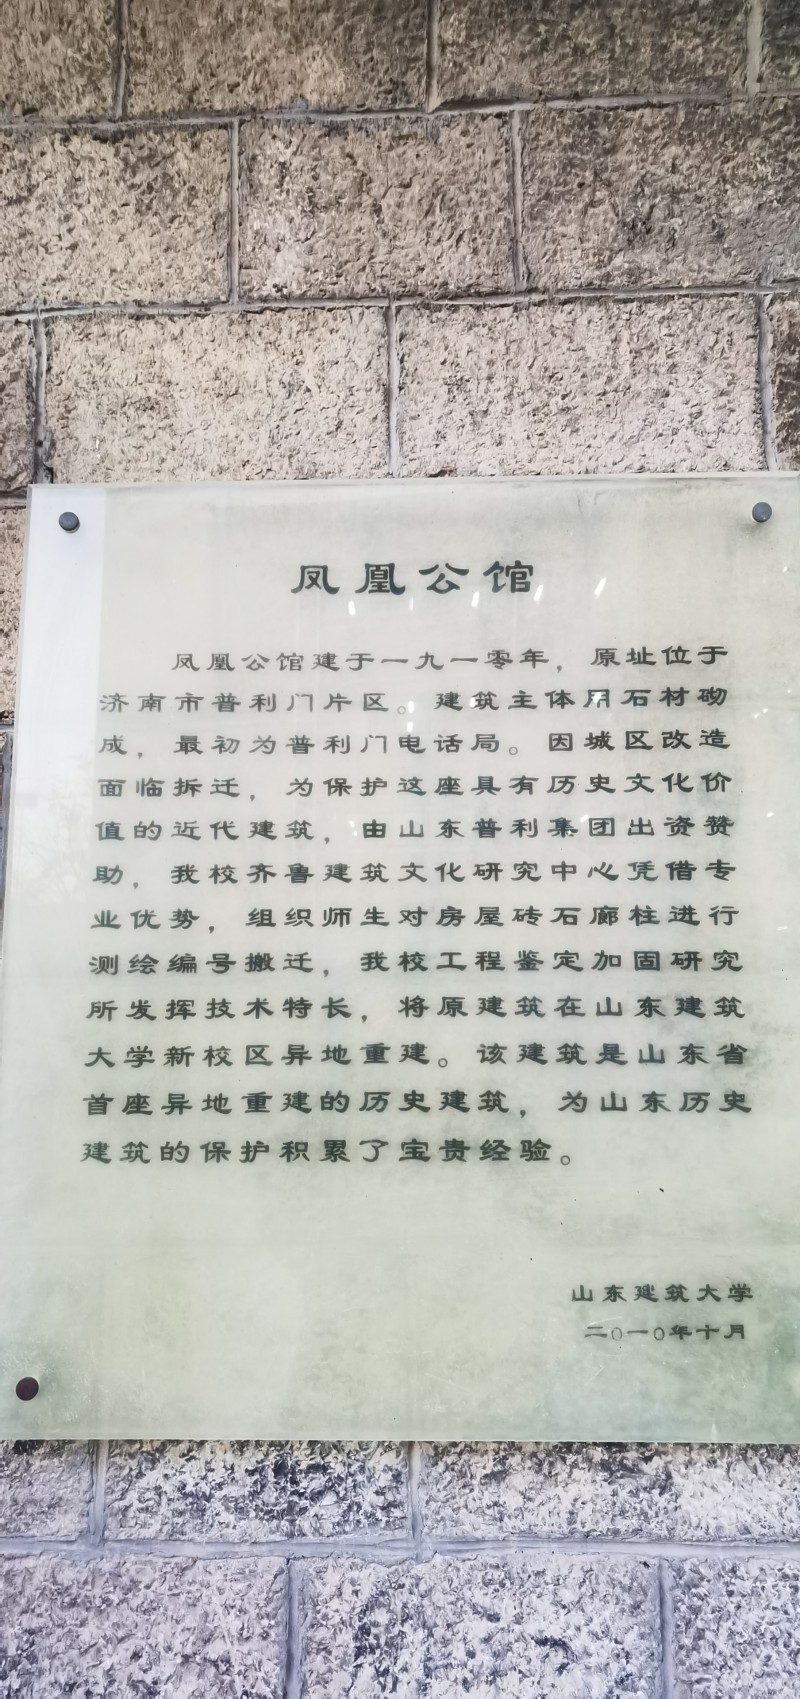 凤凰公馆
凤凰公馆建于一九一零年，原址位于
济南市普利门片区。建筑主体用石材砌
成，最初为普利门电话局。因城区改造
面临拆迁，为保护这座具有历史文化价
值的近代建筑，由山东普利集团出资赞
助，我校齐鲁建筑文化研究中心凭借专
业优势，组织师生对房屋砖石廊柱进行
测绘编号搬迁，我校工程鉴定加固研究
所发挥技术特长，将原建筑在山东建筑
大学新校区异地重建。该建筑是山东省
首座异地重建的历史建筑，为山东历史
建筑的保护积累了宝贵经验。
山东建筑大学
二〇一〇年十月